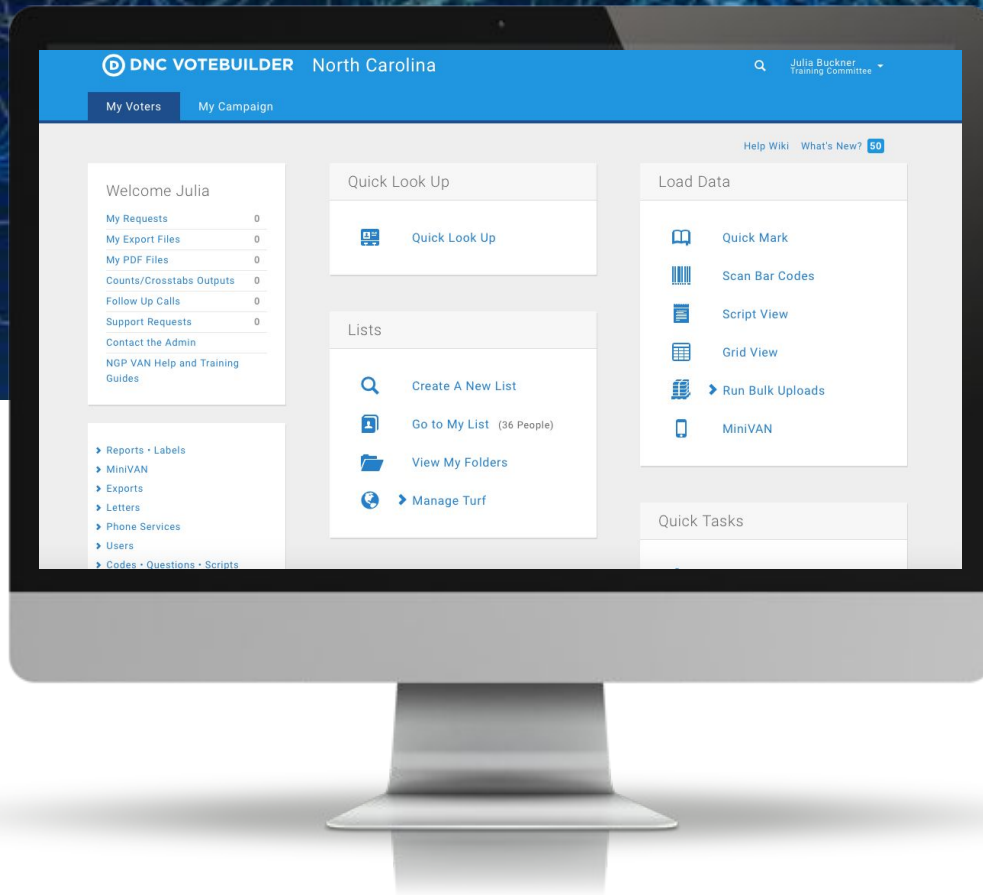 DNC VOTEBUILDER North Carolina
Julia Buckner
Training Committee
My Voters My Campaign
Help Wiki What's New? 50
Welcome Julia
My Requests 0
My Export Files 0
My PDF Files 0
Counts/Crosstabs Outputs 0
Follow Up Calls 0
Support Requests 0
Contact the Admin
NGP VAN Help and Training
Guides
Reports • Labels
MiniVAN
Exports
Letters
Phone Services
Users
Codes • Questions • Scripts
Quick Look Up
Quick Look Up
Lists
Create A New List
Go to My List (36 People)
View My Folders
Manage Turf
Load Data
Quick Mark
Scan Bar Codes
Script View
Grid View
Run Bulk Uploads
MiniVAN
Quick Tasks